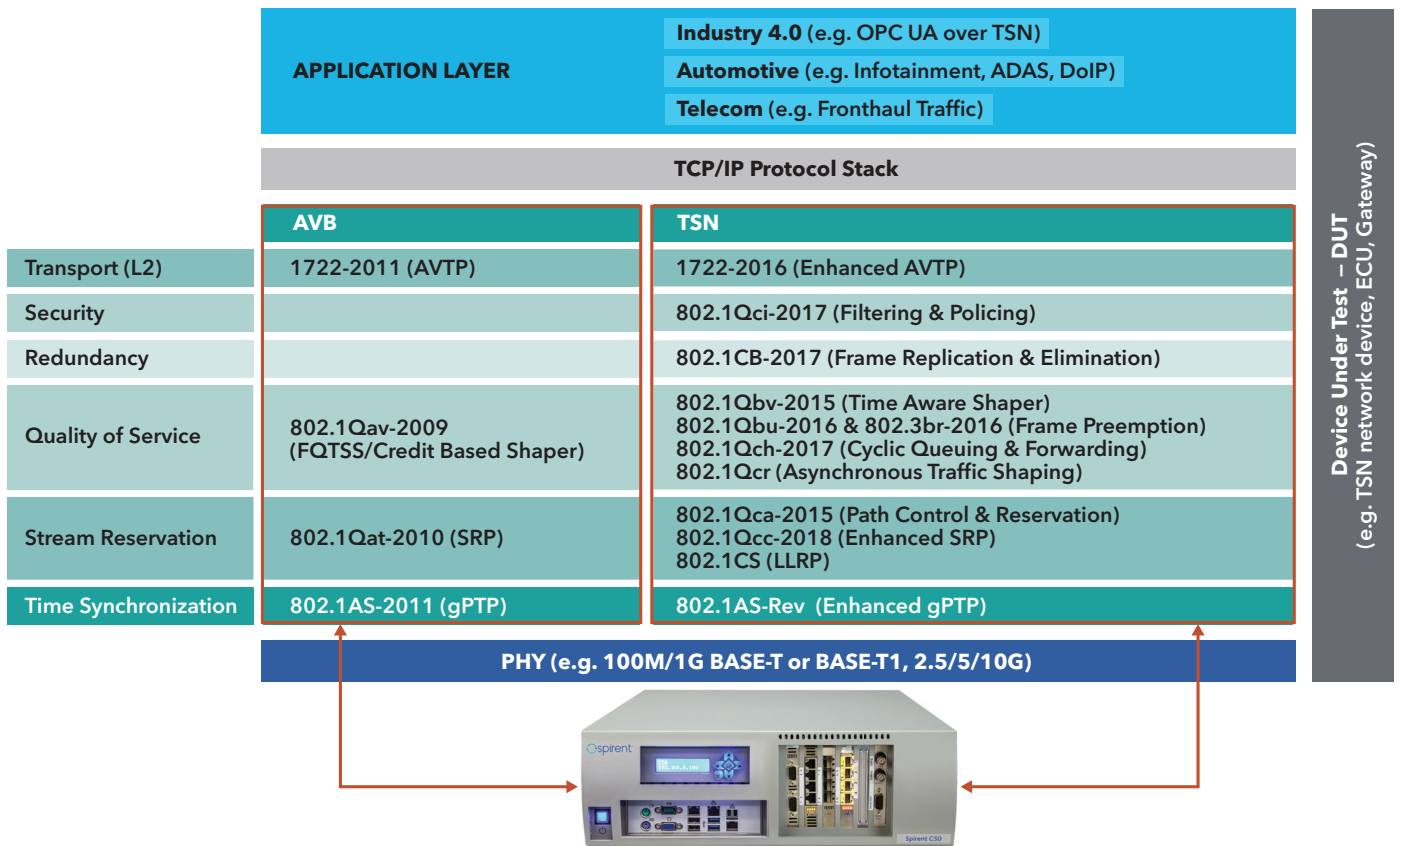 APPLICATION LAYER
Industry 4.0 (e.g. OPC UA over TSN)
Automotive (e.g. Infotainment, ADAS, DoIP)
Telecom (e.g. Fronthaul Traffic)
TCP/IP Protocol Stack
AVB
TSN
Transport (L2)
1722-2011 (AVTP)
1722-2016 (Enhanced AVTP)
Security
802.1Qci-2017 (Filtering & Policing)
Redundancy
802.1CB-2017 (Frame Replication & Elimination)
Quality of Service
802.1Qav-2009
(FQTSS/Credit Based Shaper)
802.1Qbv-2015 (Time Aware Shaper)
802.1Qbu-2016 & 802.3br-2016 (Frame Preemption)
802.1Qch-2017 (Cyclic Queuing & Forwarding)
802.1Qcr (Asynchronous Traffic Shaping)
Stream Reservation
802.1Qat-2010 (SRP)
802.1Qca-2015 (Path Control & Reservation)
802.1Qcc-2018 (Enhanced SRP)
802.1CS (LLRP)
Time Synchronization
802.1AS-2011 (gPTP)
802.1AS-Rev (Enhanced gPTP)
PHY (e.g. 100M/1G BASE-T or BASE-T1, 2.5/5/10G)
Device Under Test – DUT
(e.g. TSN network device, ECU, Gateway)
spirent
Spirent C50